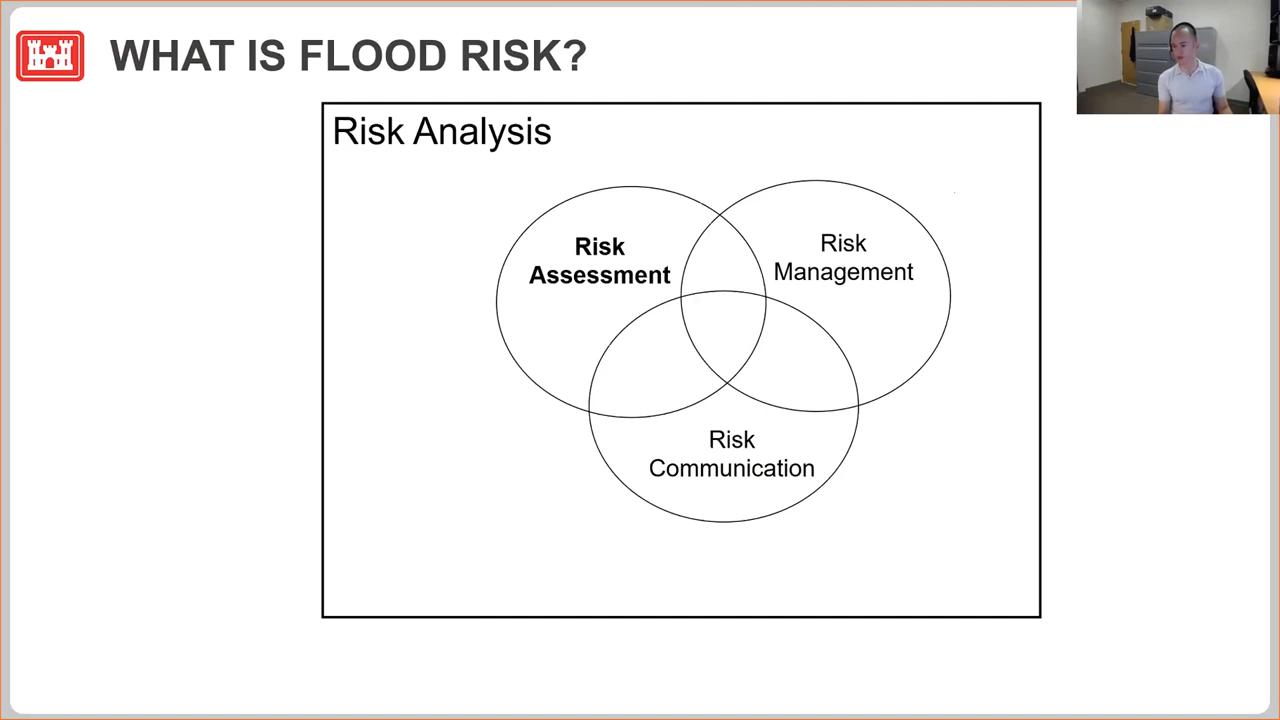 WHAT IS FLOOD RISK?
Risk Analysis
Risk
Assessment
Risk
Management
Risk
Communication